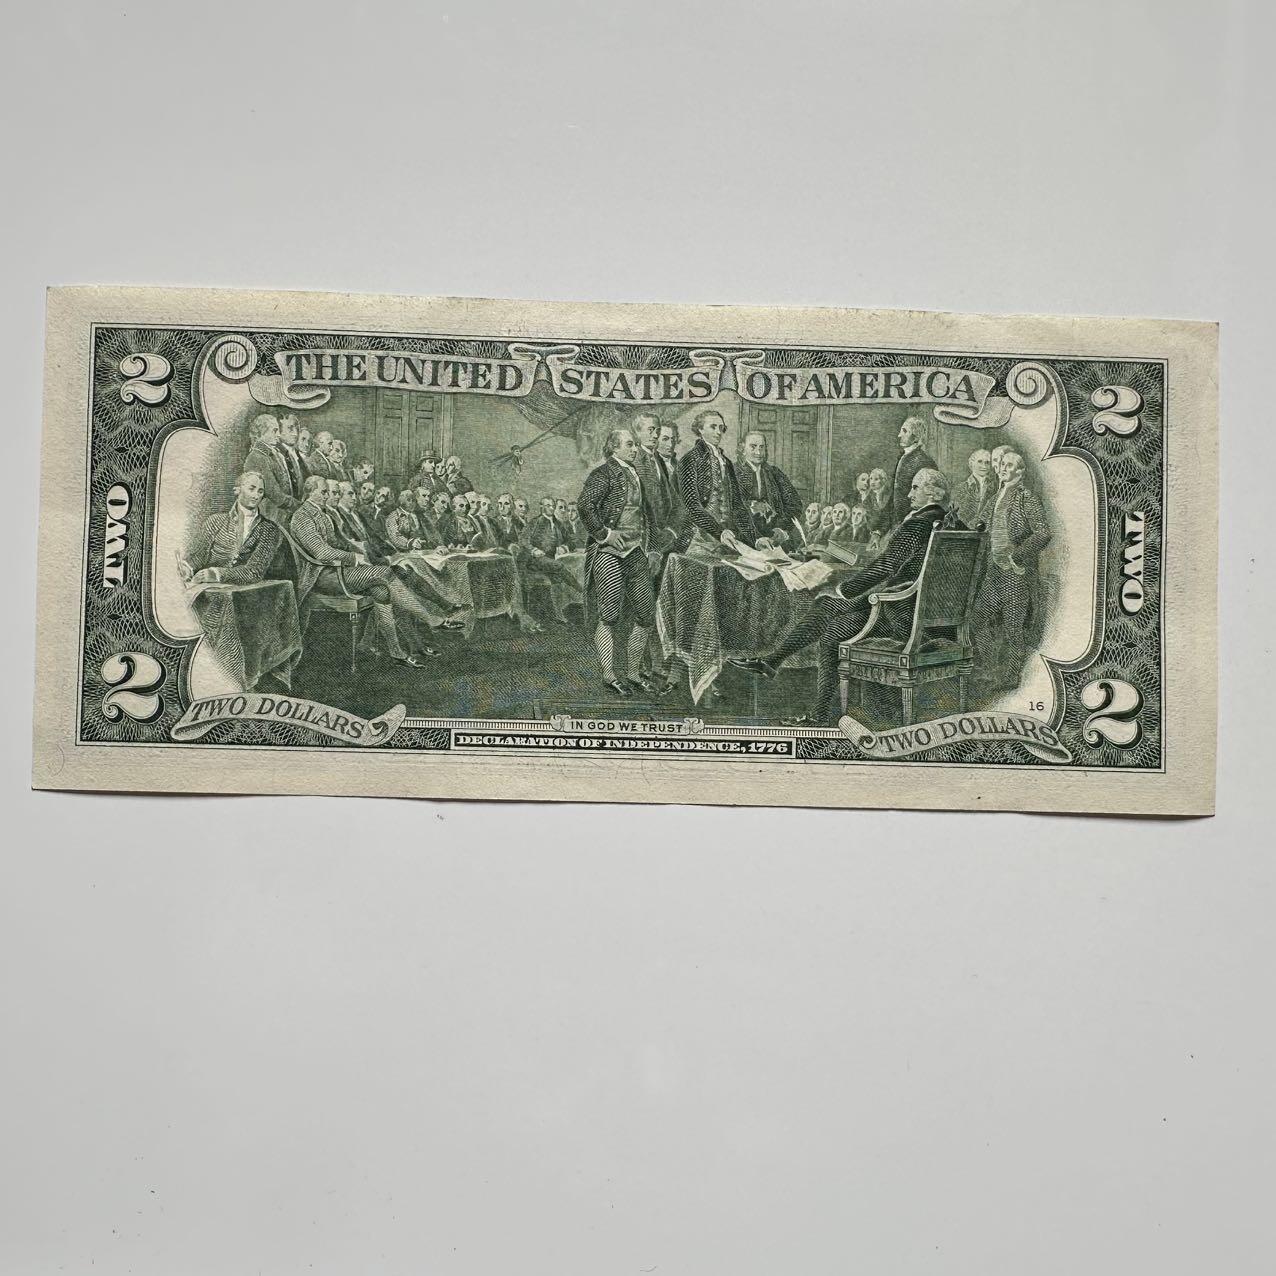 2 THE UNITED STATES OF AMERICA 2
TWO
TWO
2 TWO DOLLARS
IN GOD WE TRUST
DECLARATION OF INDEPENDENCE, 1776
16
TWO DOLLARS 2